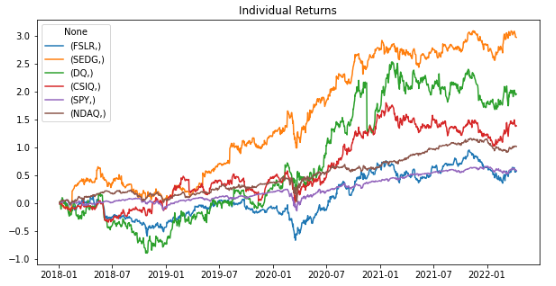 Individual Returns
None
(FSLR,)
(SEDG,)
(DQ,)
(CSIQ,)
(SPY,)
(NDAQ,)
3.0
2.5
2.0
1.5
1.0
0.5
0.0
−0.5
−1.0
2018-01 2018-07 2019-01 2019-07 2020-01 2020-07 2021-01 2021-07 2022-01